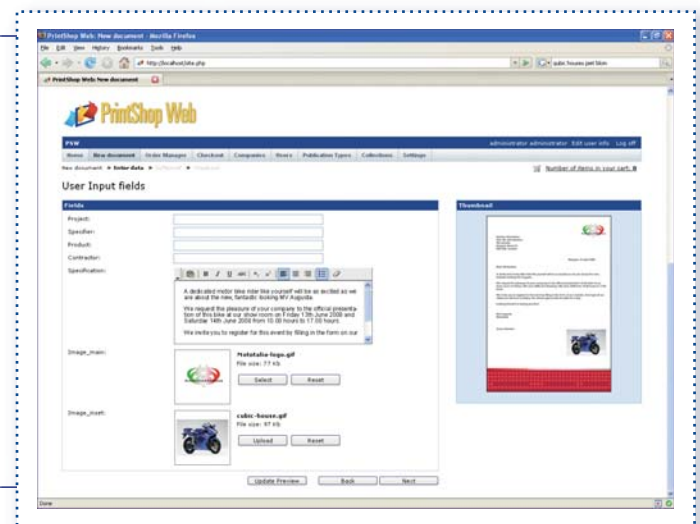 PrintShop Web: New document - Mozilla Firefox
File Edit View History Bookmarks Tools Help
http://localhost/site.php
PrintShop Web: New document
PrintShop Web
PSW
administrator administrator Edit user info Log off
Home New document Order Manager Checkout Companies Users Publication Types Collections Settings
New document Enter data
Number of items in your cart: 0
User Input fields
Fields
Thumbnail
Project:
Specifier:
Product:
Contractor:
Specification:
A dedicated motor bike rider like yourself will be as excited as we
are about the new, fantastic looking MV Augusta.
We request the pleasure of your company to the official presenta-
tion of this bike at our show room on Friday 13th June 2008 and
Saturday 14th June 2008 from 10.00 hours to 17.00 hours.
We invite you to register for this event by filling in the form on our
Image_main:
Mototalia-logo.gif
File size: 77 Kb
Select Reset
Image_inset:
cubic-house.gif
File size: 97 Kb
Upload Reset
Update Preview Back Next
Done